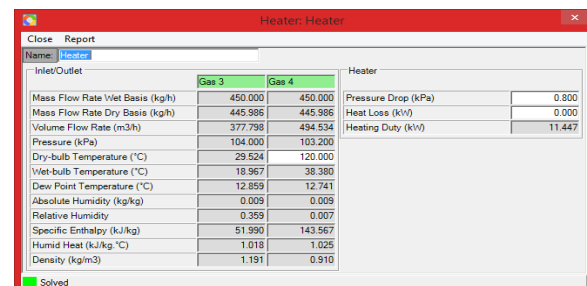 Heater: Heater
Close Report
Name: Heater
Inlet/Outlet
Gas 3 Gas 4
Mass Flow Rate Wet Basis (kg/h) 450.000 450.000
Mass Flow Rate Dry Basis (kg/h) 445.986 445.986
Volume Flow Rate (m3/h) 377.798 494.534
Pressure (kPa) 104.000 103.200
Dry-bulb Temperature (°C) 29.524 120.000
Wet-bulb Temperature (°C) 18.967 38.380
Dew Point Temperature (°C) 12.859 12.741
Absolute Humidity (kg/kg) 0.009 0.009
Relative Humidity 0.359 0.007
Specific Enthalpy (kJ/kg) 51.990 143.567
Humid Heat (kJ/kg.°C) 1.018 1.025
Density (kg/m3) 1.191 0.910
Heater
Pressure Drop (kPa) 0.800
Heat Loss (kW) 0.000
Heating Duty (kW) 11.447
Solved